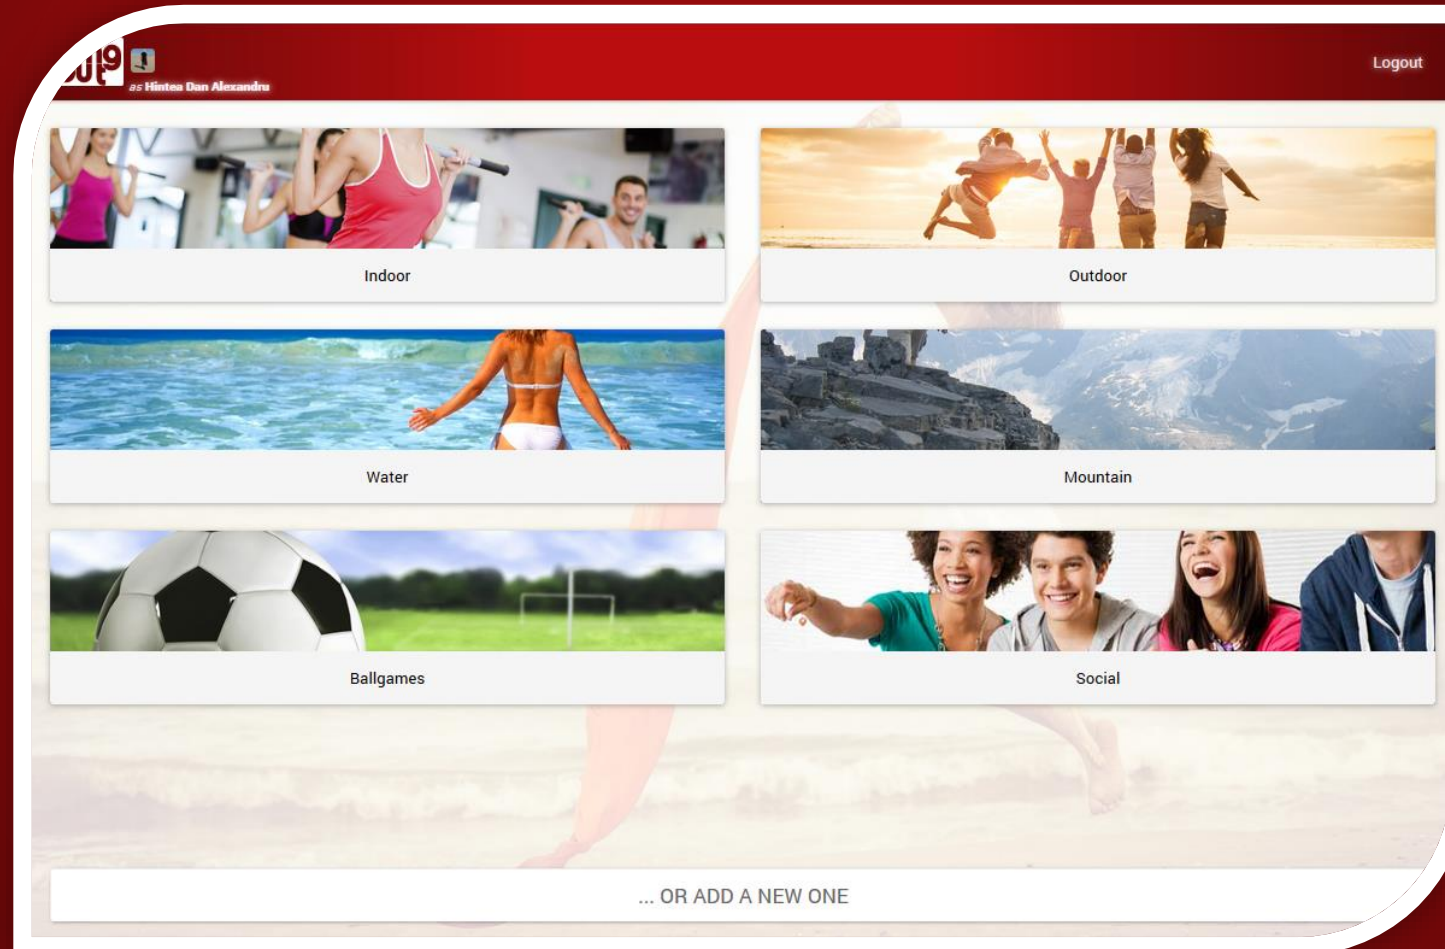 as Hintea Dan Alexandru
Logout
Indoor
Outdoor
Water
Mountain
Ballgames
Social
... OR ADD A NEW ONE